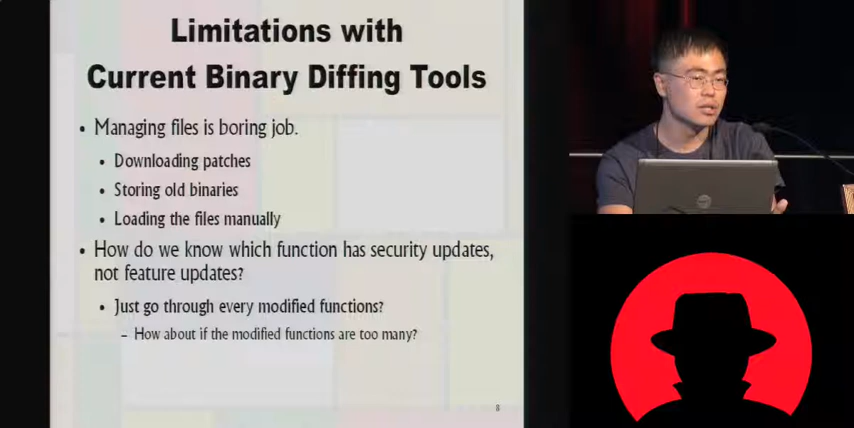 Limitations with
Current Binary Diffing Tools
• Managing files is boring job.
• Downloading patches
• Storing old binaries
• Loading the files manually
• How do we know which function has security updates,
not feature updates?
• Just go through every modified functions?
– How about if the modified functions are too many?
8